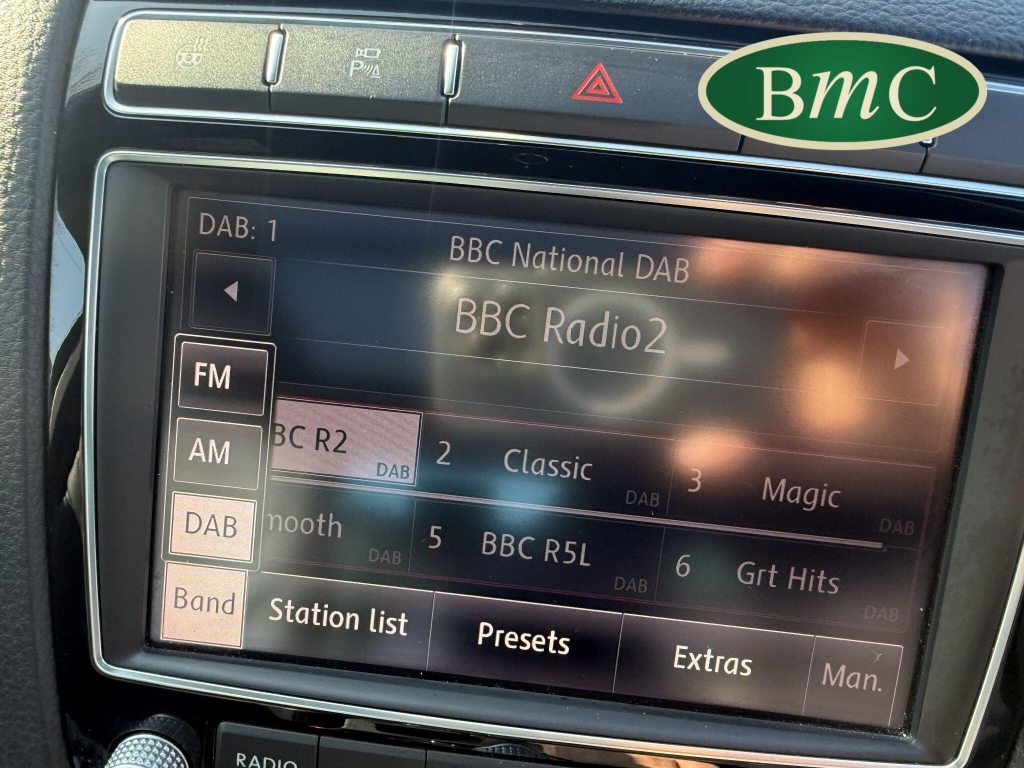 P
BmC
DAB: 1
BBC National DAB
BBC Radio2
FM
BC R2
DAB
2
Classic
DAB
3
Magic
DAB
AM
DAB
mooth
DAB
5
BBC R5L
DAB
6
Grt Hits
DAB
Band
Station list
Presets
Extras
Man.
RADIO